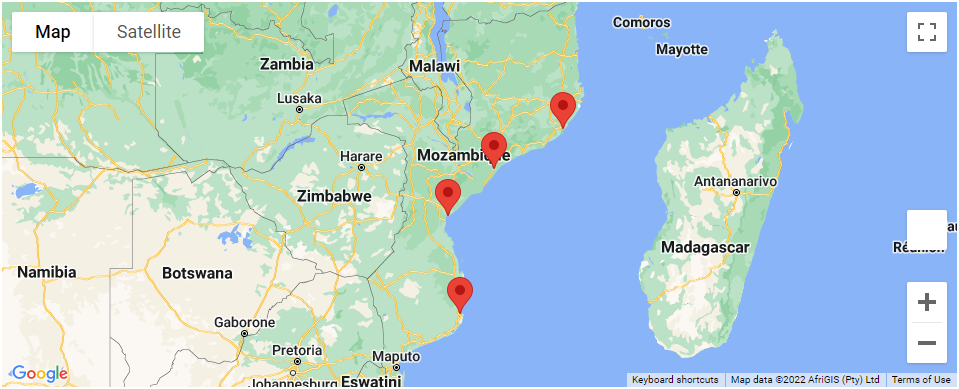 Map
Satellite
Comoros
Mayotte
Zambia
Malawi
Lusaka
Harare
Mozambique
Zimbabwe
Antananarivo
Madagascar
Réunion
Namibia
Botswana
Gaborone
Pretoria
Maputo
Johannesburg
Eswatini
Google
Keyboard shortcuts
Map data ©2022 AfriGIS (Pty) Ltd
Terms of Use